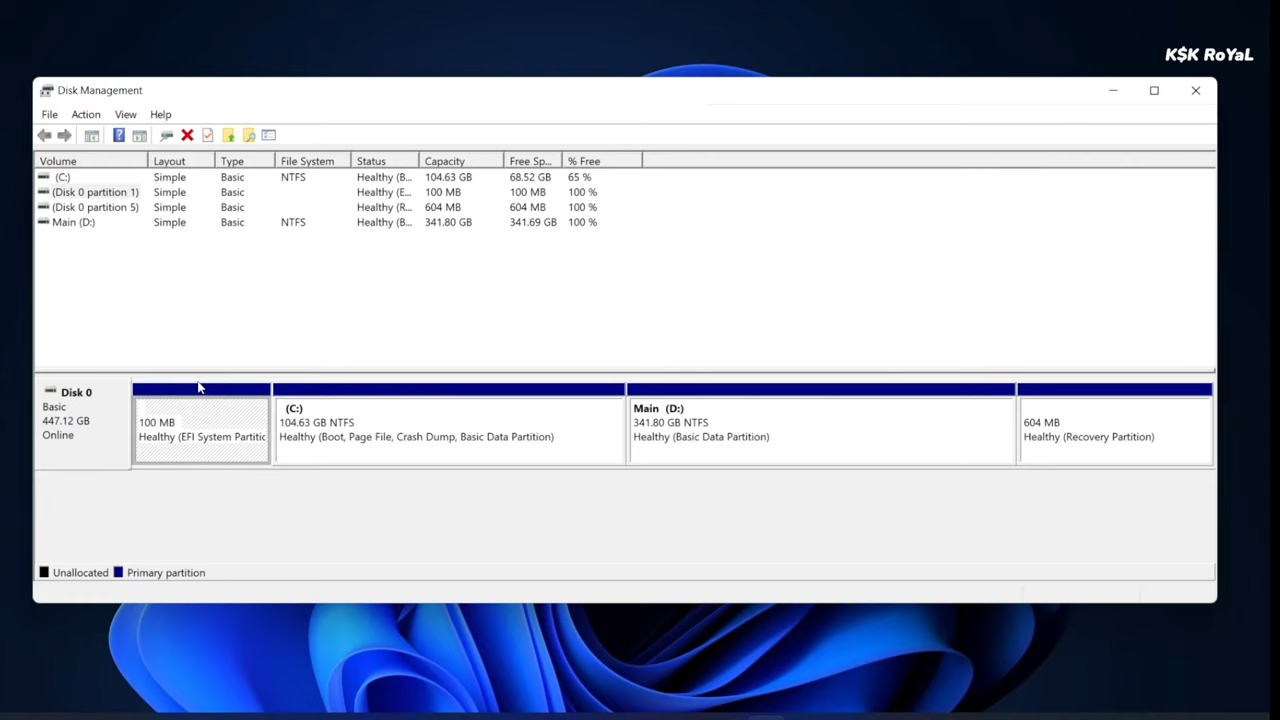 K$K RoYaL
Disk Management
File Action View Help
Volume Layout Type File System Status Capacity Free Sp... % Free
(C:) Simple Basic NTFS Healthy (B... 104.63 GB 68.52 GB 65 %
(Disk 0 partition 1) Simple Basic Healthy (E... 100 MB 100 MB 100 %
(Disk 0 partition 5) Simple Basic Healthy (R... 604 MB 604 MB 100 %
Main (D:) Simple Basic NTFS Healthy (B... 341.80 GB 341.69 GB 100 %
Disk 0
Basic
447.12 GB
Online
100 MB
Healthy (EFI System Partitic
(C:)
104.63 GB NTFS
Healthy (Boot, Page File, Crash Dump, Basic Data Partition)
Main (D:)
341.80 GB NTFS
Healthy (Basic Data Partition)
604 MB
Healthy (Recovery Partition)
Unallocated Primary partition